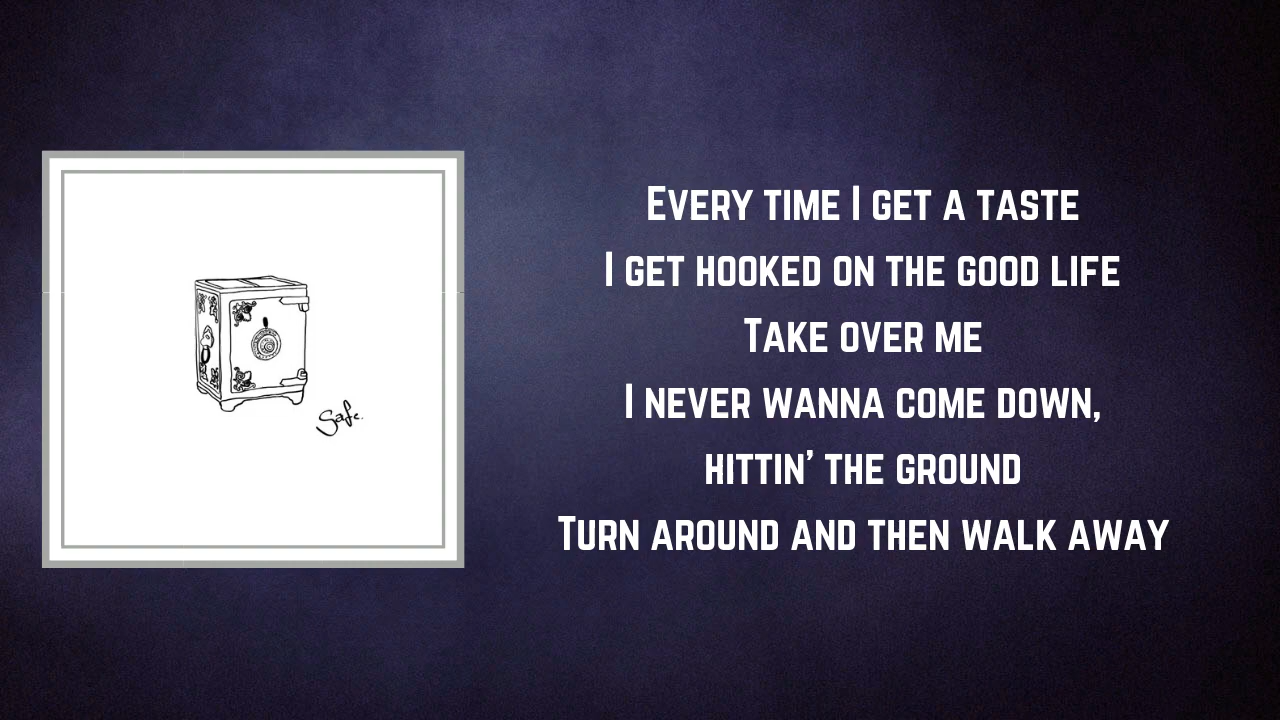 Safe.
Every time I get a taste
I get hooked on the good life
Take over me
I never wanna come down,
hittin' the ground
Turn around and then walk away